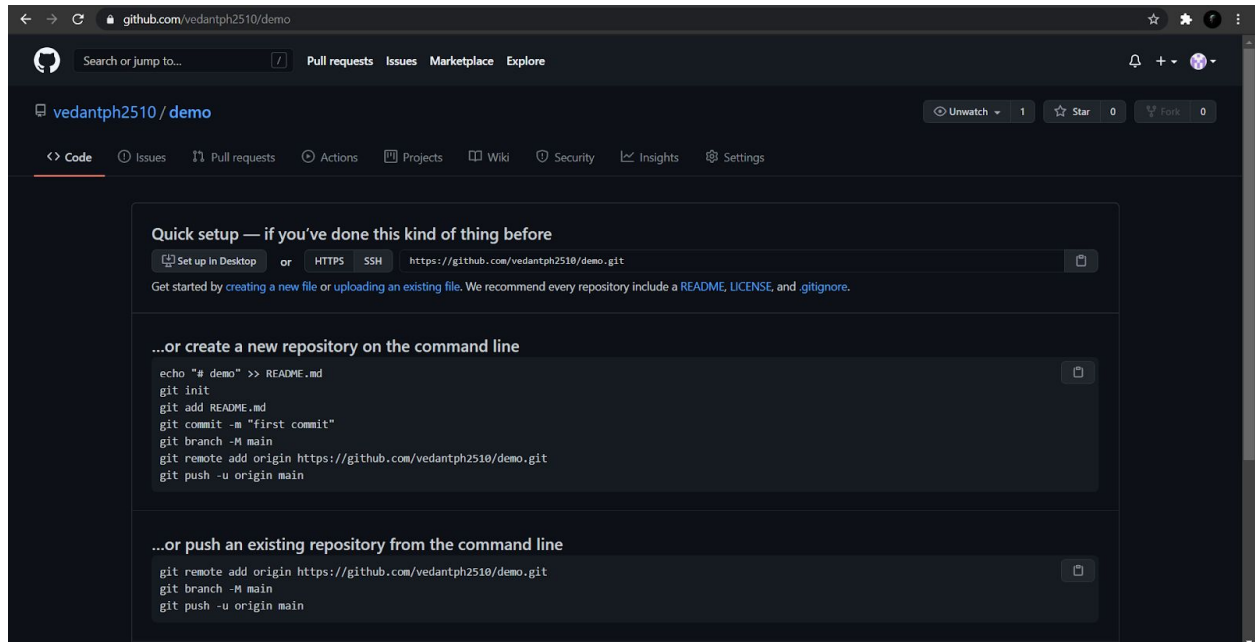 github.com/vedantph2510/demo
Search or jump to... / Pull requests Issues Marketplace Explore
vedantph2510 / demo Unwatch 1 Star 0 Fork 0
Code Issues Pull requests Actions Projects Wiki Security Insights Settings
Quick setup — if you've done this kind of thing before
Set up in Desktop or HTTPS SSH https://github.com/vedantph2510/demo.git
Get started by creating a new file or uploading an existing file. We recommend every repository include a README, LICENSE, and .gitignore.
...or create a new repository on the command line
echo "# demo" >> README.md
git init
git add README.md
git commit -m "first commit"
git branch -M main
git remote add origin https://github.com/vedantph2510/demo.git
git push -u origin main
...or push an existing repository from the command line
git remote add origin https://github.com/vedantph2510/demo.git
git branch -M main
git push -u origin main